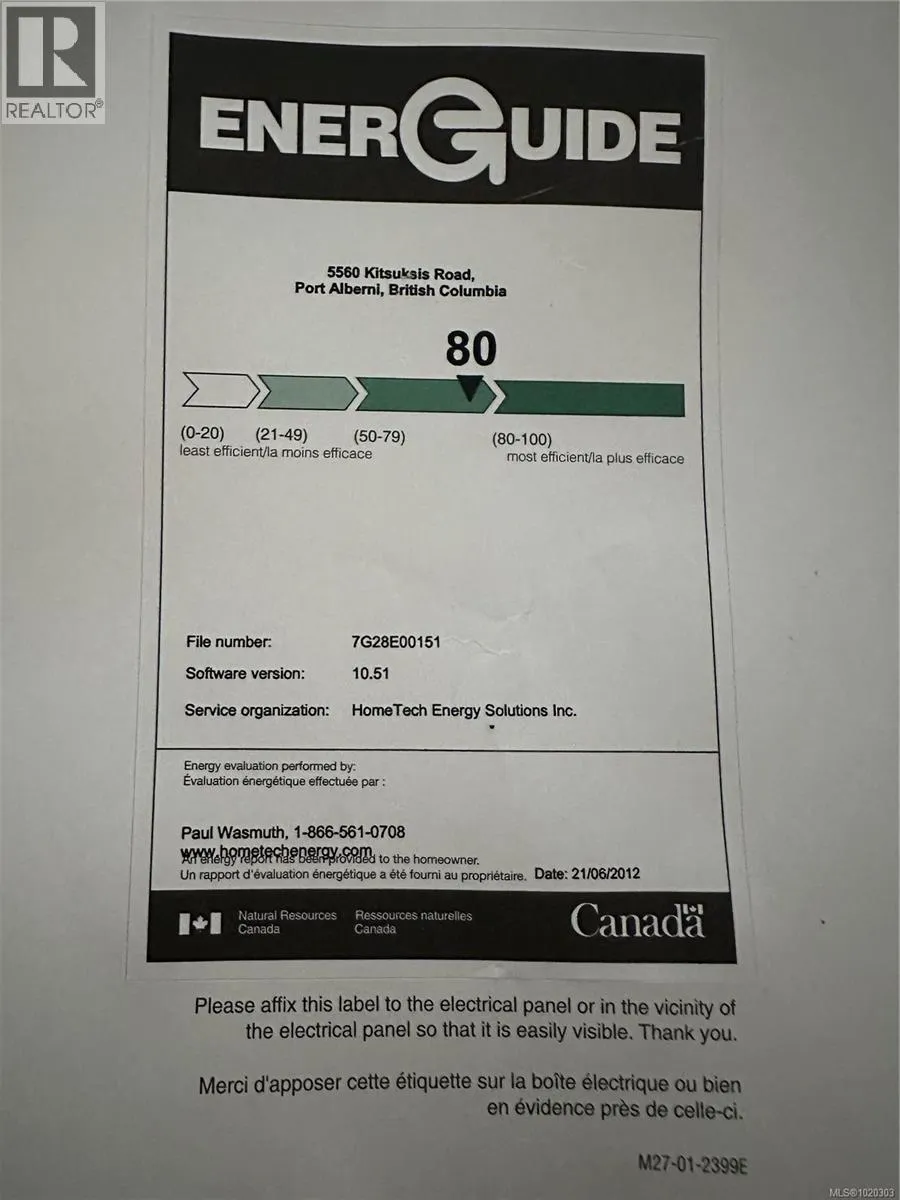 REALTOR®
ENERGUIDE
5560 Kitsuksis Road,
Port Alberni, British Columbia
80
(0-20) (21-49) (50-79) (80-100)
least efficient/la moins efficace most efficient/la plus efficace
File number: 7G28E00151
Software version: 10.51
Service organization: HomeTech Energy Solutions Inc.
Energy evaluation performed by:
Évaluation énergétique effectuée par :
Paul Wasmuth, 1-866-561-0708
www.hometechenergy.com
An energy report has been provided to the homeowner.
Un rapport d'évaluation énergétique a été fourni au propriétaire. Date: 21/06/2012
Natural Resources Ressources naturelles
Canada Canada
Canada
Please affix this label to the electrical panel or in the vicinity of
the electrical panel so that it is easily visible. Thank you.
Merci d'apposer cette étiquette sur la boîte électrique ou bien
en évidence près de celle-ci.
M27-01-2399E
MLS®1020303